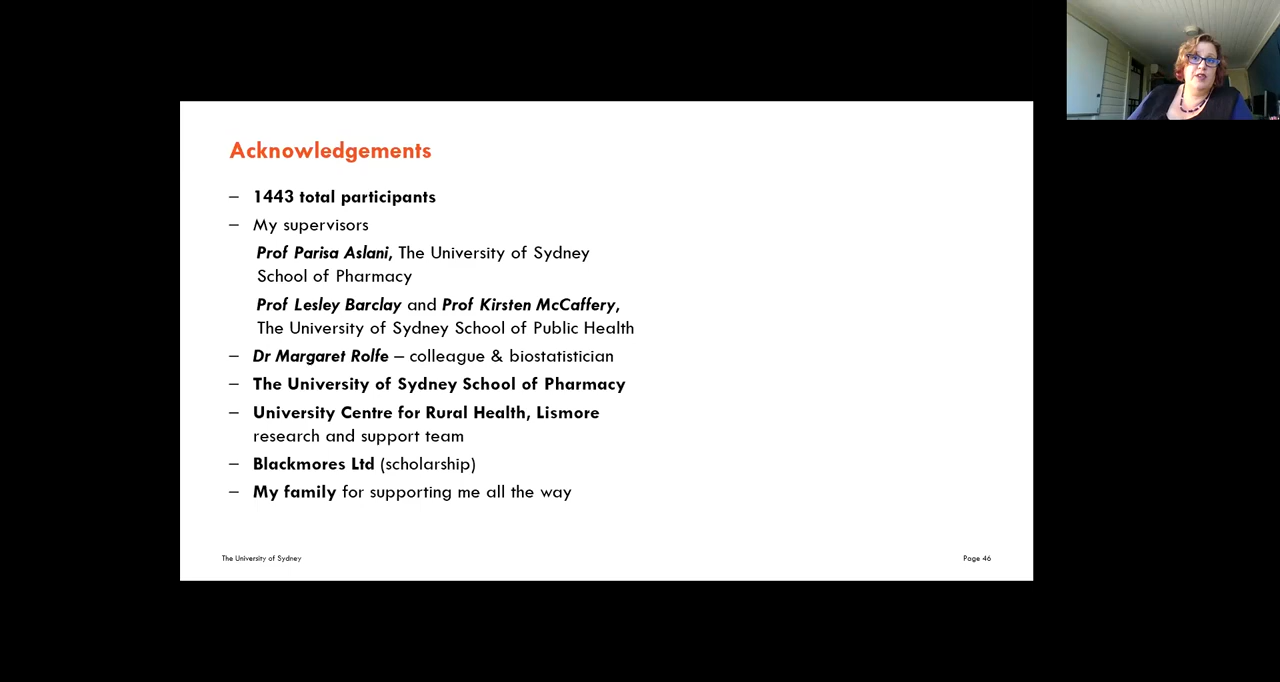 Acknowledgements
– 1443 total participants
– My supervisors
Prof Parisa Aslani, The University of Sydney
School of Pharmacy
Prof Lesley Barclay and Prof Kirsten McCaffery,
The University of Sydney School of Public Health
– Dr Margaret Rolfe – colleague & biostatistician
– The University of Sydney School of Pharmacy
– University Centre for Rural Health, Lismore
research and support team
– Blackmores Ltd (scholarship)
– My family for supporting me all the way
The University of Sydney
Page 46